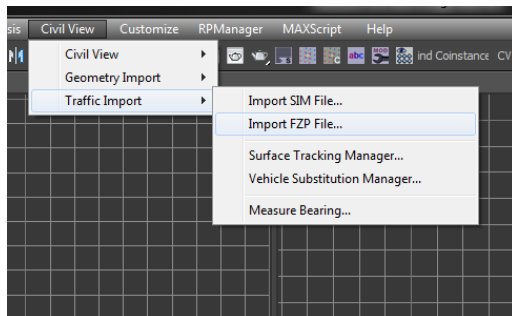 sis Civil View Customize RPManager MAXScript Help
abc MOD ind Coinstance CV
Civil View
Geometry Import
Traffic Import
Import SIM File...
Import FZP File...
Surface Tracking Manager...
Vehicle Substitution Manager...
Measure Bearing...